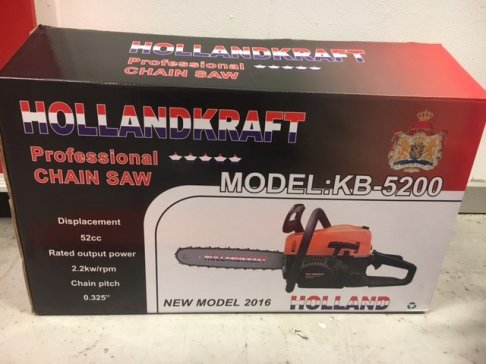 HOLLANDKRAFT
Professional
CHAIN SAW
HOLLANDKRAFT
Professional
CHAIN SAW
MODEL:KB-5200
Displacement
52cc
Rated output power
2.2kw/rpm
Chain pitch
0.325"
HOLLANDKRAFT
NEW MODEL 2016
HOLLAND